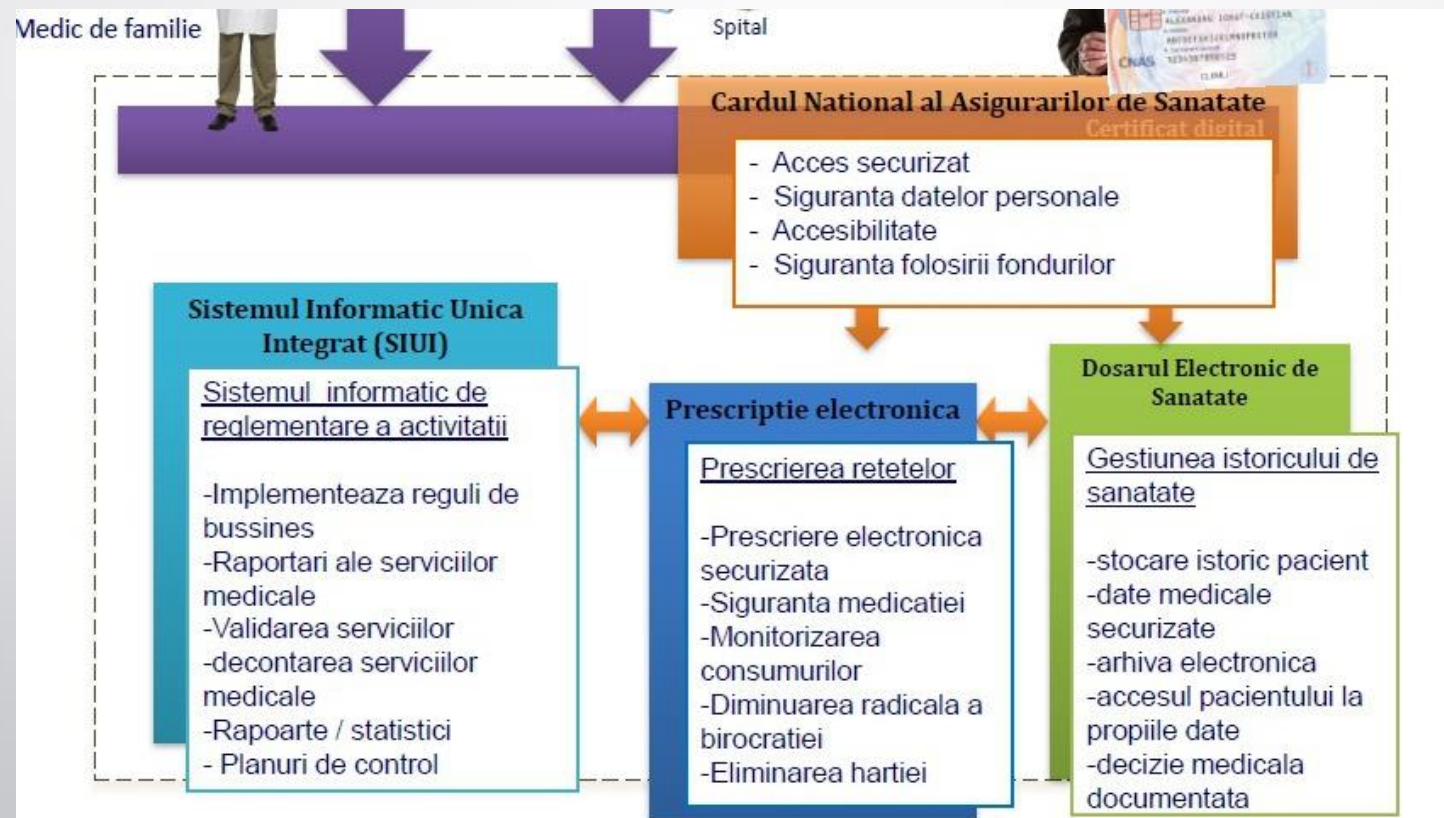 Medic de familie
Spital
ALEXANDRU IONUT-CRISTIAN
CNAS
Cardul National al Asigurarilor de Sanatate
Certificat digital
- Acces securizat
- Siguranta datelor personale
- Accesibilitate
- Siguranta folosirii fondurilor
Sistemul Informatic Unica
Integrat (SIUI)
Sistemul informatic de
reglementare a activitatii
-Implementeaza reguli de
bussines
-Raportari ale serviciilor
medicale
-Validarea serviciilor
-decontarea serviciilor
medicale
-Rapoarte / statistici
- Planuri de control
Prescriptie electronica
Prescrierea retetelor
-Prescriere electronica
securizata
-Siguranta medicatiei
-Monitorizarea
consumurilor
-Diminuarea radicala a
birocratiei
-Eliminarea hartiei
Dosarul Electronic de
Sanatate
Gestiunea istoricului de
sanatate
-stocare istoric pacient
-date medicale
securizate
-arhiva electronica
-accesul pacientului la
propiile date
-decizie medicala
documentata